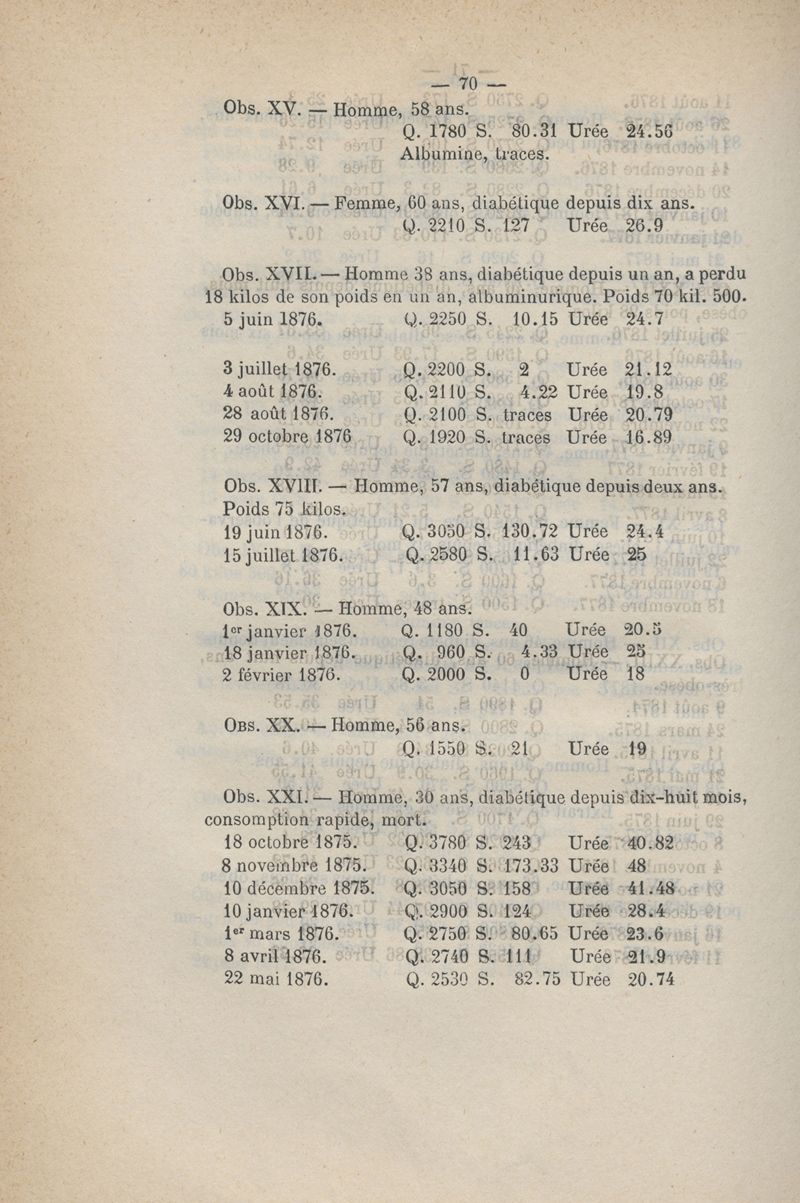 — 70 —
Obs. XV. — Homme, 58 ans.
Q. 1780 S. 80.31 Urée 24.56
Albumine, traces.
Obs. XVI. — Femme, 60 ans, diabétique depuis dix ans.
Q. 2210 S. 127 Urée 26.9
Obs. XVII. — Homme 38 ans, diabétique depuis un an, a perdu
18 kilos de son poids en un an, albuminurique. Poids 70 kil. 500.
5 juin 1876. Q. 2250 S. 10.15 Urée 24.7
3 juillet 1876. Q. 2200 S. 2 Urée 21.12
4 août 1876. Q. 2110 S. 4.22 Urée 19.8
28 août 1876. Q. 2100 S. traces Urée 20.79
29 octobre 1876 Q. 1920 S. traces Urée 16.89
Obs. XVIII. — Homme, 57 ans, diabétique depuis deux ans.
Poids 75 kilos.
19 juin 1876. Q. 3050 S. 130.72 Urée 24.4
15 juillet 1876. Q. 2580 S. 11.63 Urée 25
Obs. XIX. — Homme, 48 ans.
1er janvier 1876. Q. 1180 S. 40 Urée 20.5
18 janvier 1876. Q. 960 S. 4.33 Urée 25
2 février 1876. Q. 2000 S. 0 Urée 18
Obs. XX. — Homme, 56 ans.
Q. 1550 S. 21 Urée 19
Obs. XXI. — Homme, 30 ans, diabétique depuis dix-huit mois,
consomption rapide, mort.
18 octobre 1875. Q. 3780 S. 243 Urée 40.82
8 novembre 1875. Q. 3340 S. 173.33 Urée 48
10 décembre 1875. Q. 3050 S. 158 Urée 41.48
10 janvier 1876. Q. 2900 S. 124 Urée 28.4
1er mars 1876. Q. 2750 S. 80.65 Urée 23.6
8 avril 1876. Q. 2740 S. 111 Urée 21.9
22 mai 1876. Q. 2530 S. 82.75 Urée 20.74